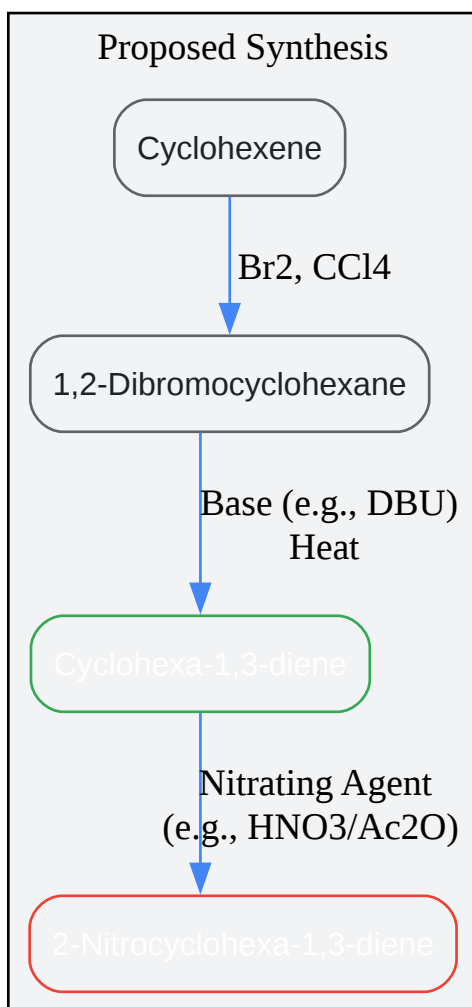 Proposed Synthesis
Cyclohexene
Br2, CCl4
1,2-Dibromocyclohexane
Base (e.g., DBU)
Heat
Cyclohexa-1,3-diene
Nitrating Agent
(e.g., HNO3/Ac2O)
2-Nitrocyclohexa-1,3-diene